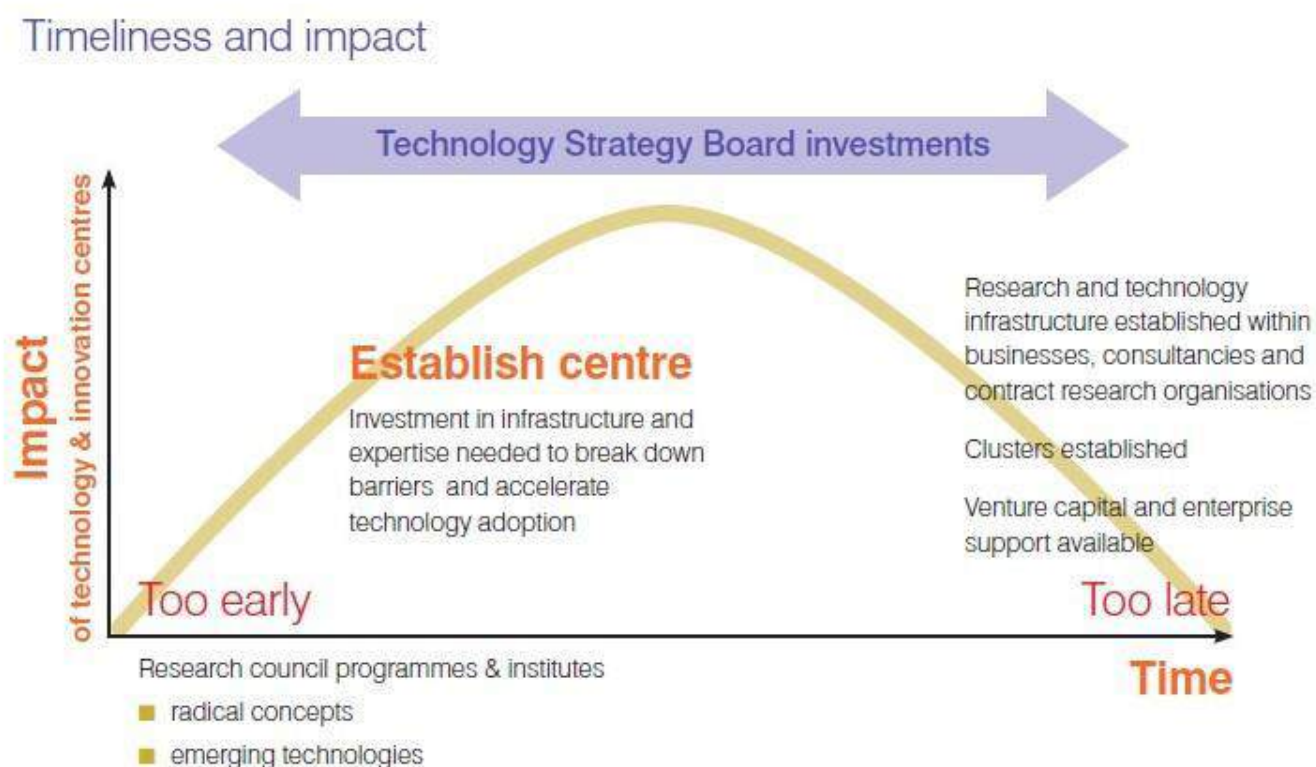 Timeliness and impact
Technology Strategy Board investments
Impact
of technology & innovation centres
Establish centre
Investment in infrastructure and
expertise needed to break down
barriers and accelerate
technology adoption
Research and technology
infrastructure established within
businesses, consultancies and
contract research organisations
Clusters established
Venture capital and enterprise
support available
Too early
Too late
Time
Research council programmes & institutes
radical concepts
emerging technologies